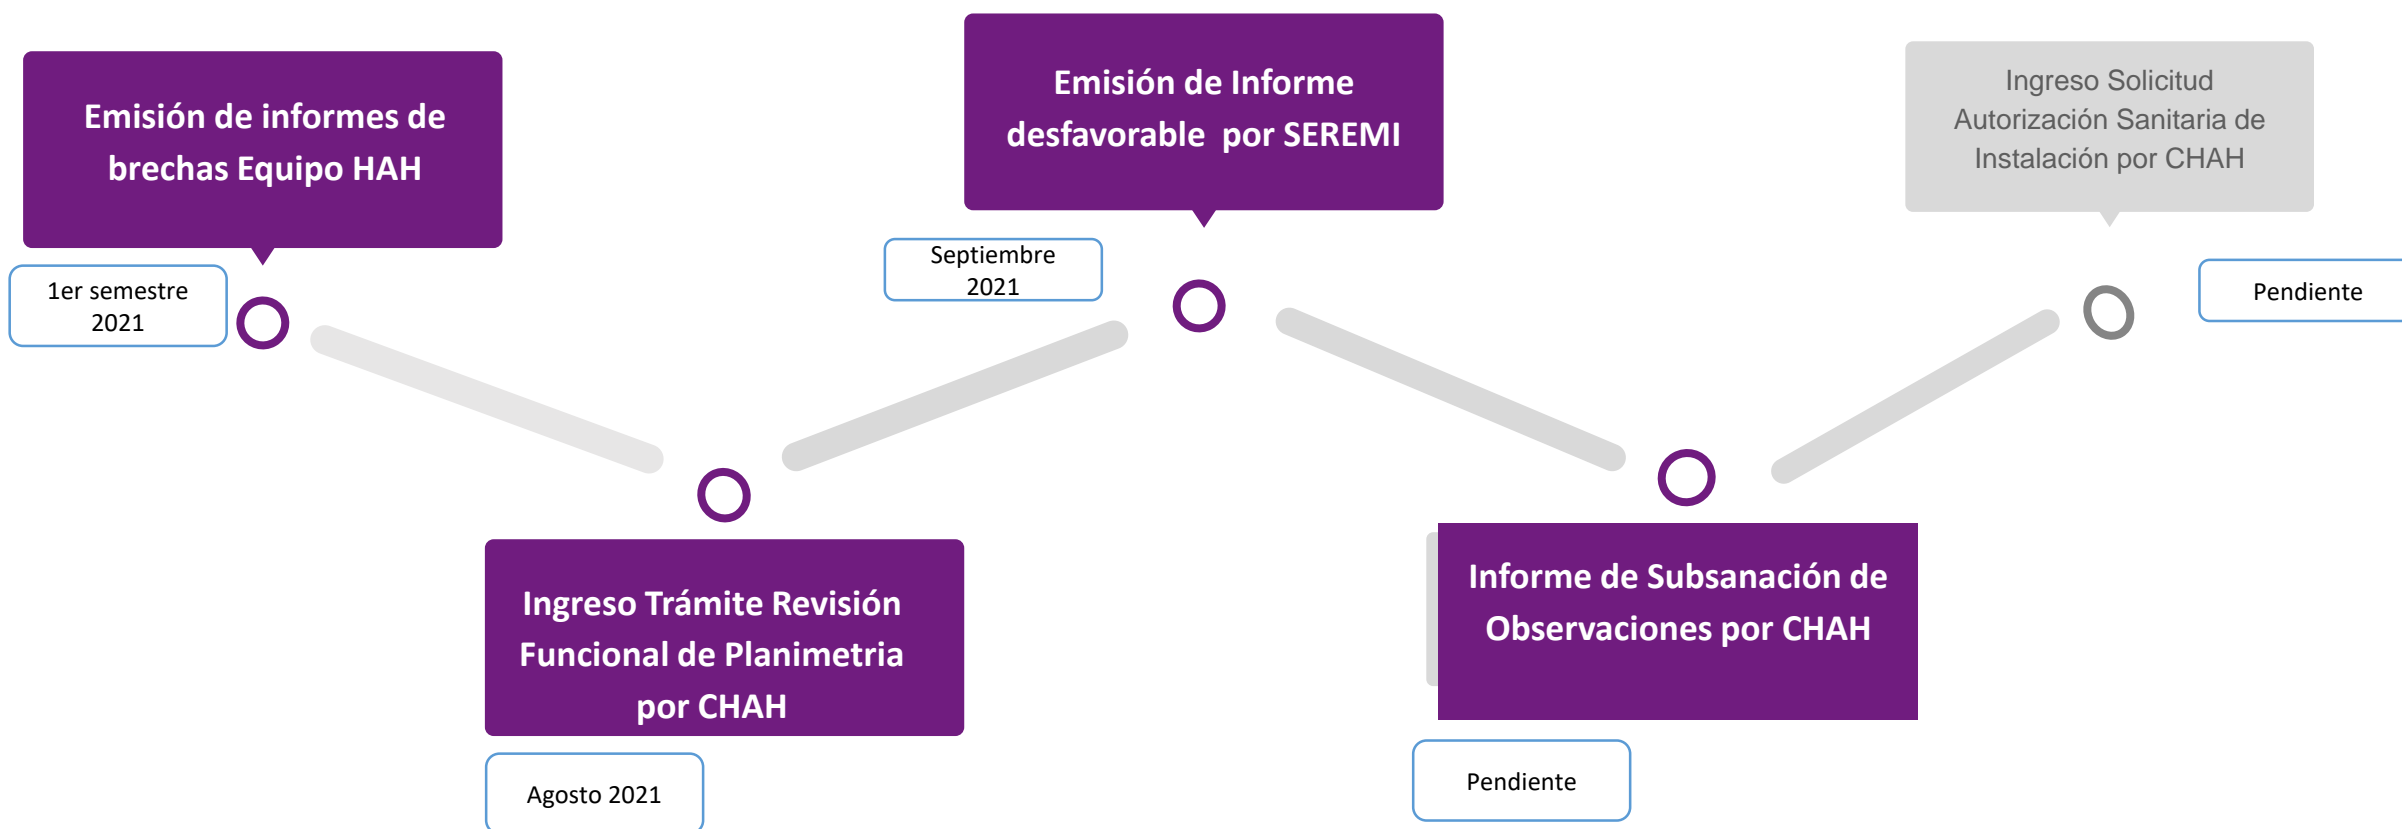 Emisión de informes de
brechas Equipo HAH
1er semestre
2021
Ingreso Trámite Revisión
Funcional de Planimetria
por CHAH
Agosto 2021
Emisión de Informe
desfavorable por SEREMI
Septiembre
2021
Informe de Subsanación de
Observaciones por CHAH
Pendiente
Ingreso Solicitud
Autorización Sanitaria de
Instalación por CHAH
Pendiente